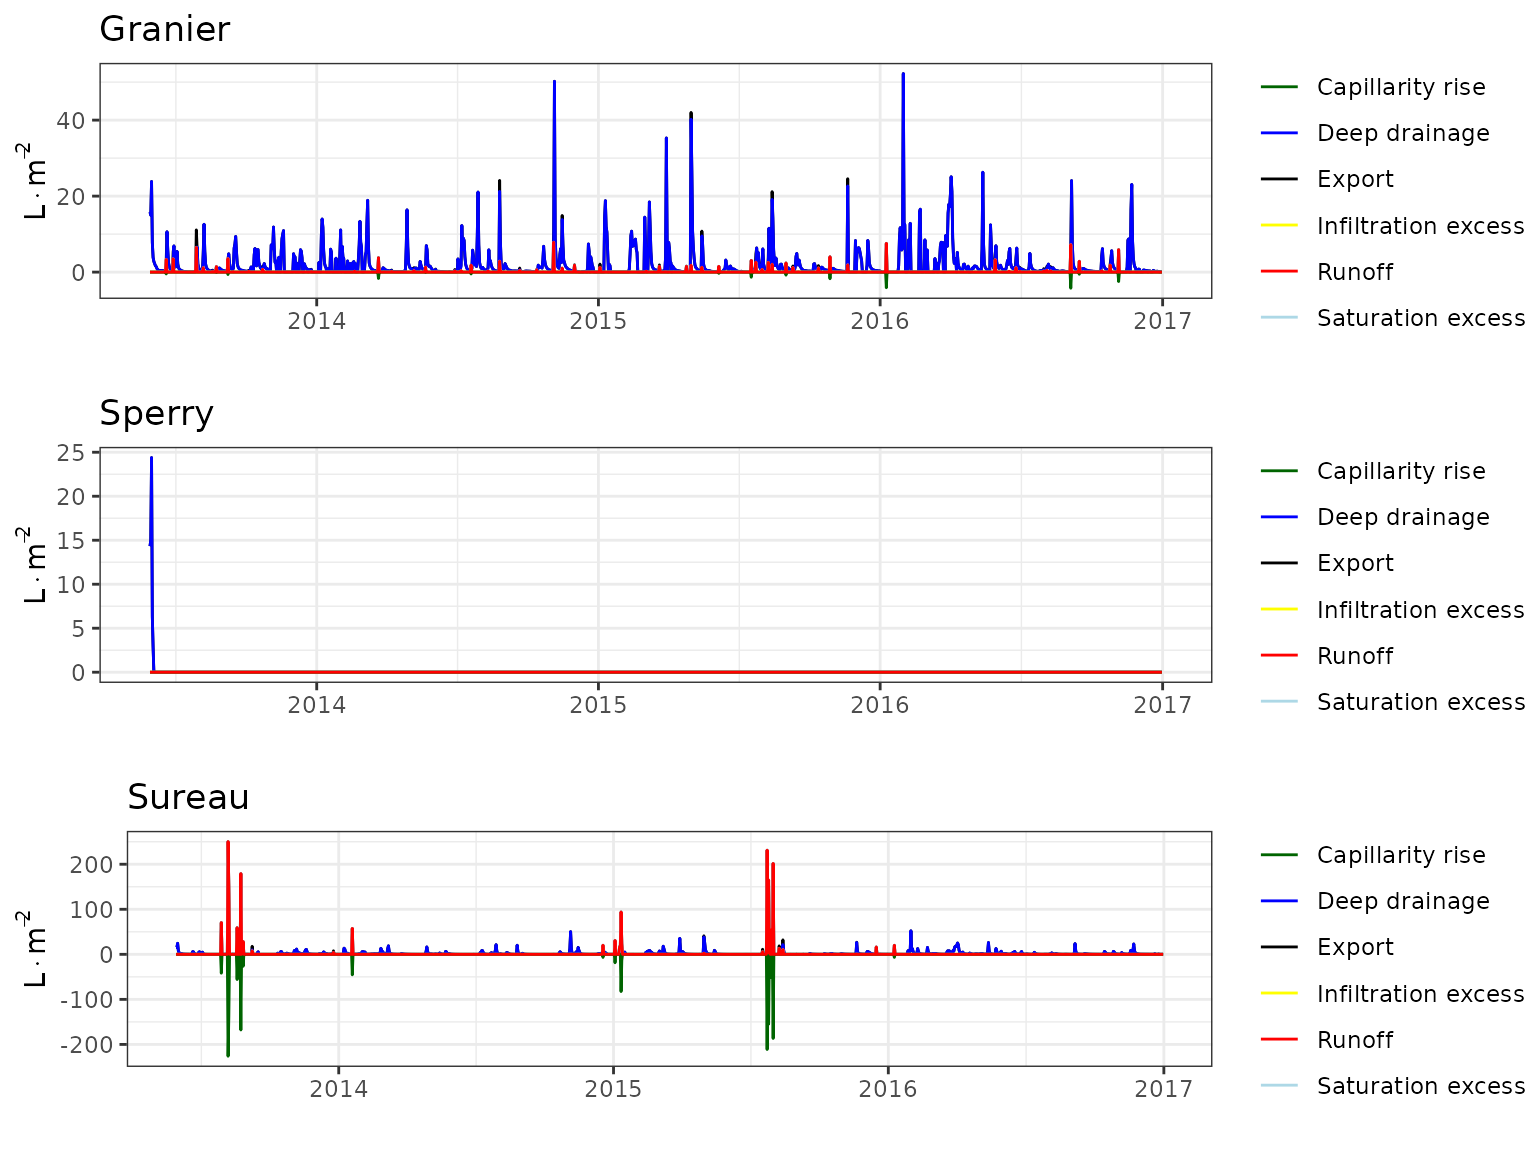 Granier
L · m⁻²
40
20
0
2014 2015 2016 2017
Capillarity rise
Deep drainage
Export
Infiltration excess
Runoff
Saturation excess
Sperry
L · m⁻²
25
20
15
10
5
0
2014 2015 2016 2017
Capillarity rise
Deep drainage
Export
Infiltration excess
Runoff
Saturation excess
Sureau
L · m⁻²
200
100
0
-100
-200
2014 2015 2016 2017
Capillarity rise
Deep drainage
Export
Infiltration excess
Runoff
Saturation excess